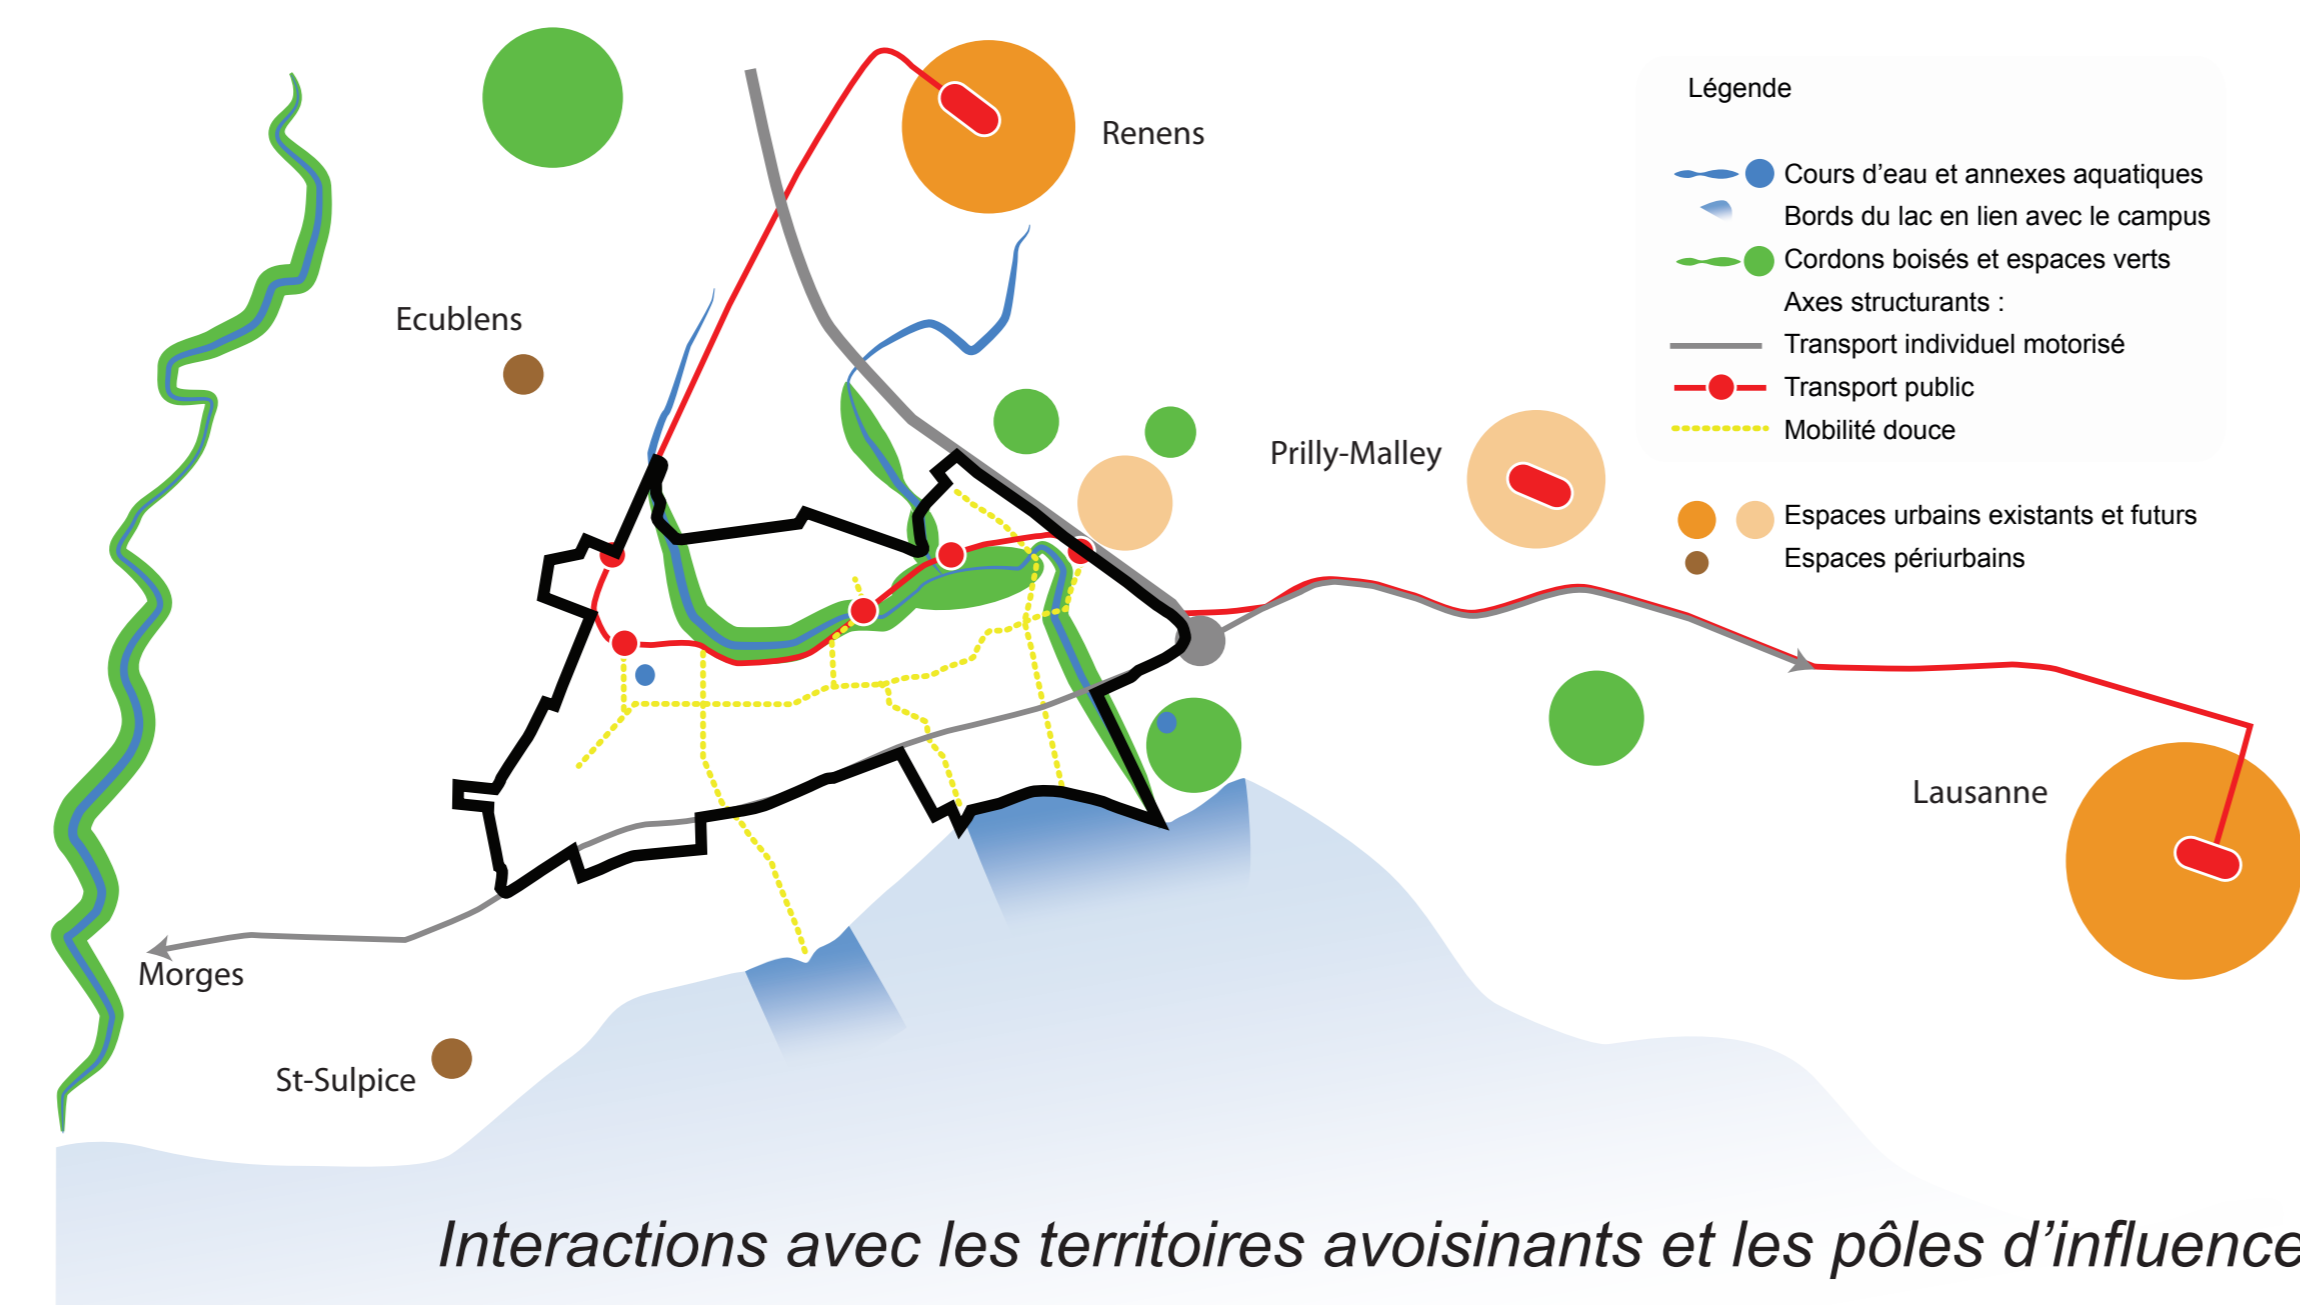 Légende
Cours d’eau et annexes aquatiques
Bords du lac en lien avec le campus
Cordons boisés et espaces verts
Axes structurants :
Transport individuel motorisé
Transport public
Mobilité douce
Espaces urbains existants et futurs
Espaces périurbains
Renens
Ecublens
Prilly-Malley
Lausanne
Morges
St-Sulpice
Interactions avec les territoires avoisinants et les pôles d’influence